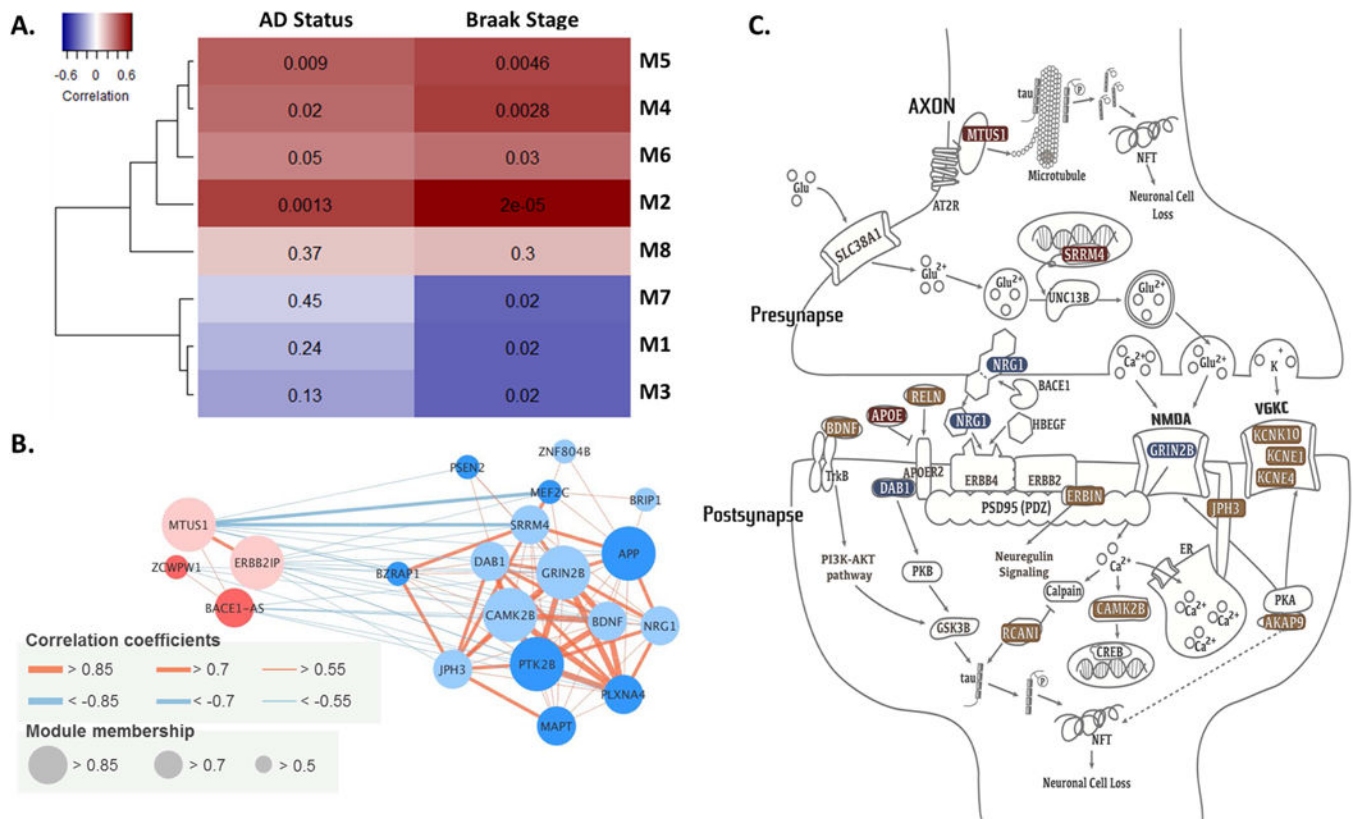 A.
AD Status Braak Stage
-0.6 0 0.6
Correlation
0.009 0.0046 M5
0.02 0.0028 M4
0.05 0.03 M6
0.0013 2e-05 M2
0.37 0.3 M8
0.45 0.02 M7
0.24 0.02 M1
0.13 0.02 M3
B.
ZNF804B
PSEN2
MEF2C
BRIP1
MTUS1
SRRM4
ERBB2IP
APP
ZCWPW1
DAB1
GRIN2B
BZRAP1
BACE1-AS
CAMK2B
BDNF
NRG1
JPH3
PTK2B
PLXNA4
MAPT
Correlation coefficients
> 0.85 > 0.7 > 0.55
< -0.85 < -0.7 < -0.55
Module membership
> 0.85 > 0.7 > 0.5
C.
tau
P
AXON
MTUS1
NFT
Microtubule
Glu
Neuronal Cell
Loss
AT2R
SLC38A1
SRRM4
Glu2+
Glu2+
UNC13B
Glu2+
Presynapse
NRG1
Ca2+
Glu2+
K+
BACE1
RELN
APOE
BDNF
NRG1
HBEGF
NMDA
VGKC
KCNK10
GRIN2B
KCNE1
TrkB
APOER2
KCNE4
DAB1
ERBB4
ERBB2
ERBIN
PSD95 (PDZ)
JPH3
Postsynapse
PI3K-AKT
pathway
Neuregulin
Signaling
Ca2+
ER
PKB
Calpain
Ca2+
Ca2+
Ca2+
PKA
CAMK2B
AKAP9
GSK3B
RCAN1
CREB
tau
P
NFT
Neuronal Cell Loss